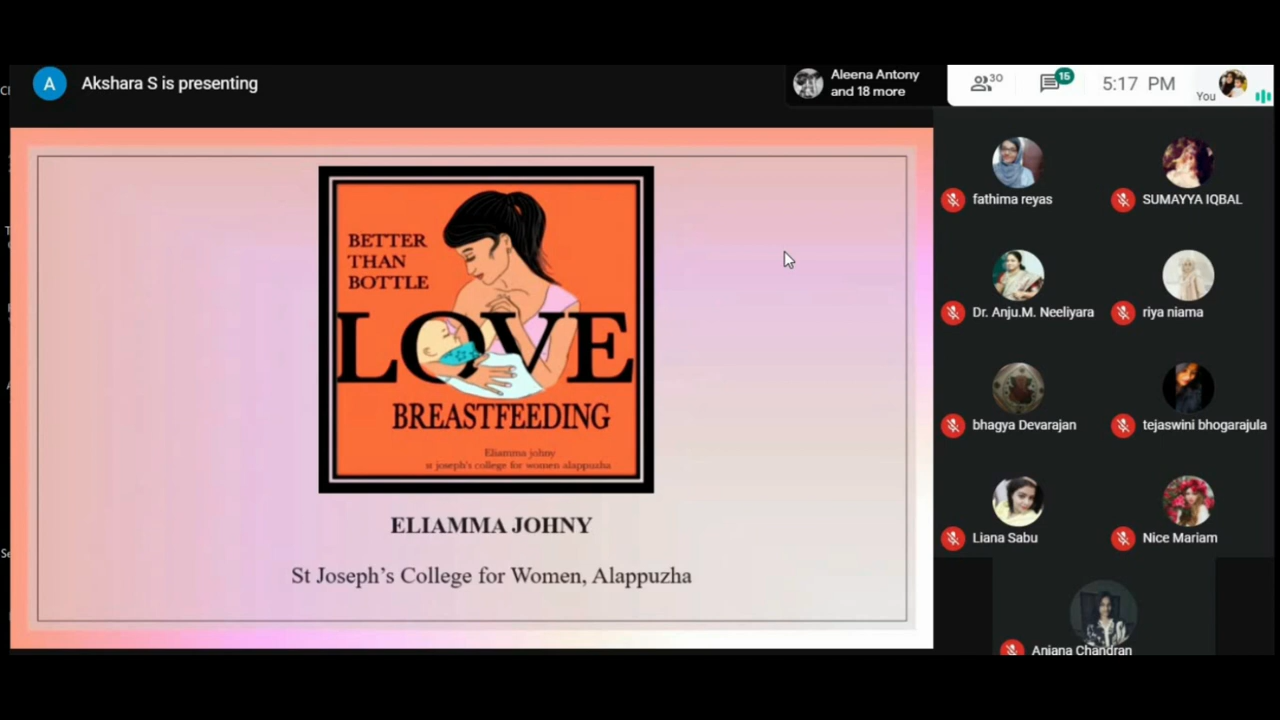 A
Akshara S is presenting
Aleena Antony
and 18 more
30
15
5:17 PM
You
BETTER
THAN
BOTTLE
LOVE
BREASTFEEDING
Eliamma johny
st joseph's college for women alappuzha
ELIAMMA JOHNY
St Joseph’s College for Women, Alappuzha
fathima reyas
SUMAYYA IQBAL
Dr. Anju.M. Neeliyara
riya niama
bhagya Devarajan
tejaswini bhogarajula
Liana Sabu
Nice Mariam
Anjana Chandran